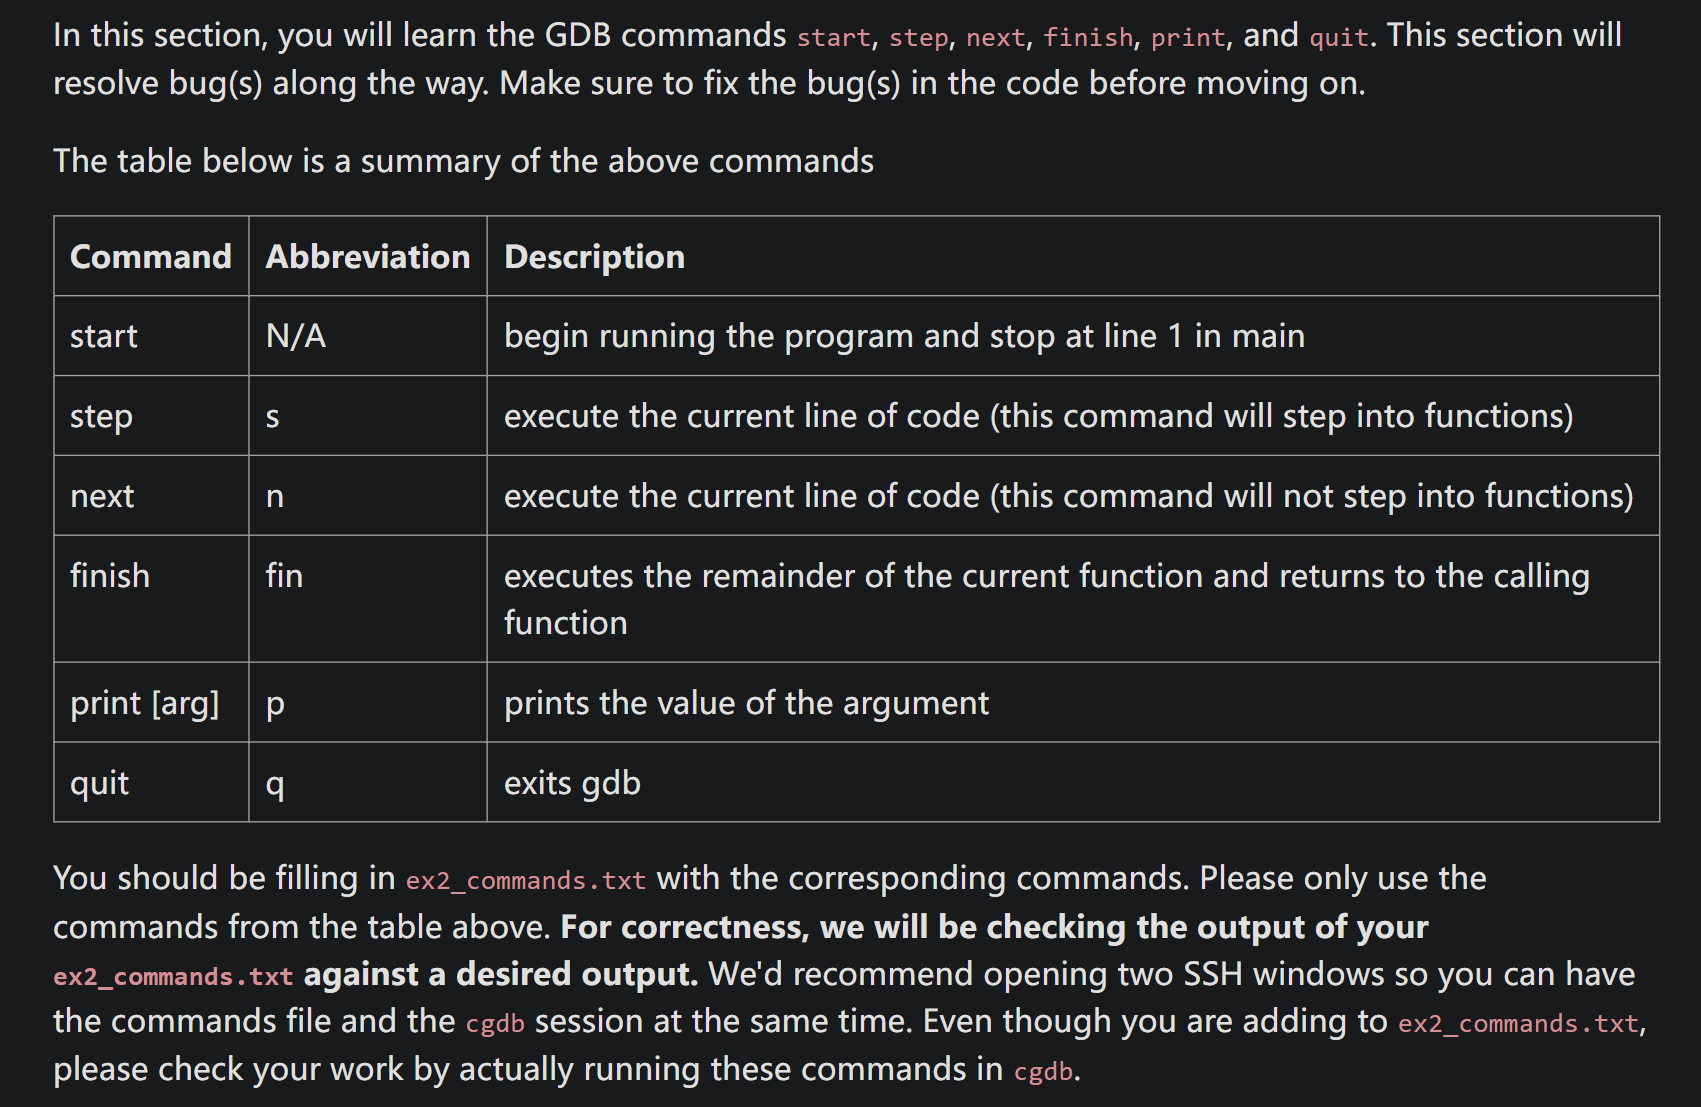 In this section, you will learn the GDB commands start, step, next, finish, print, and quit. This section will
resolve bug(s) along the way. Make sure to fix the bug(s) in the code before moving on.
The table below is a summary of the above commands
Command Abbreviation Description
start N/A begin running the program and stop at line 1 in main
step s execute the current line of code (this command will step into functions)
next n execute the current line of code (this command will not step into functions)
finish fin executes the remainder of the current function and returns to the calling
function
print [arg] p prints the value of the argument
quit q exits gdb
You should be filling in ex2_commands.txt with the corresponding commands. Please only use the
commands from the table above. For correctness, we will be checking the output of your
ex2_commands.txt against a desired output. We'd recommend opening two SSH windows so you can have
the commands file and the cgdb session at the same time. Even though you are adding to ex2_commands.txt,
please check your work by actually running these commands in cgdb.